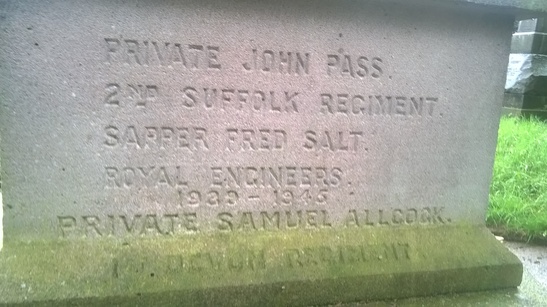 PRIVATE JOHN PASS.
2ND SUFFOLK REGIMENT.
SAPPER FRED SALT.
ROYAL ENGINEERS.
1939-1945
PRIVATE SAMUEL ALLCOCK.
DEVON REGIMENT